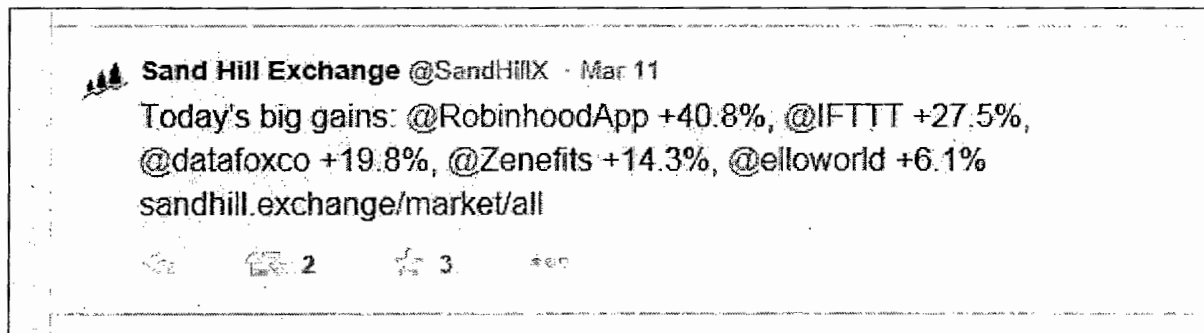 Sand Hill Exchange @SandHillX · Mar 11
Today's big gains: @RobinhoodApp +40.8%, @IFTTT +27.5%,
@datafoxco +19.8%, @Zenefits +14.3%, @elloworld +6.1%
sandhill.exchange/market/all
2 3